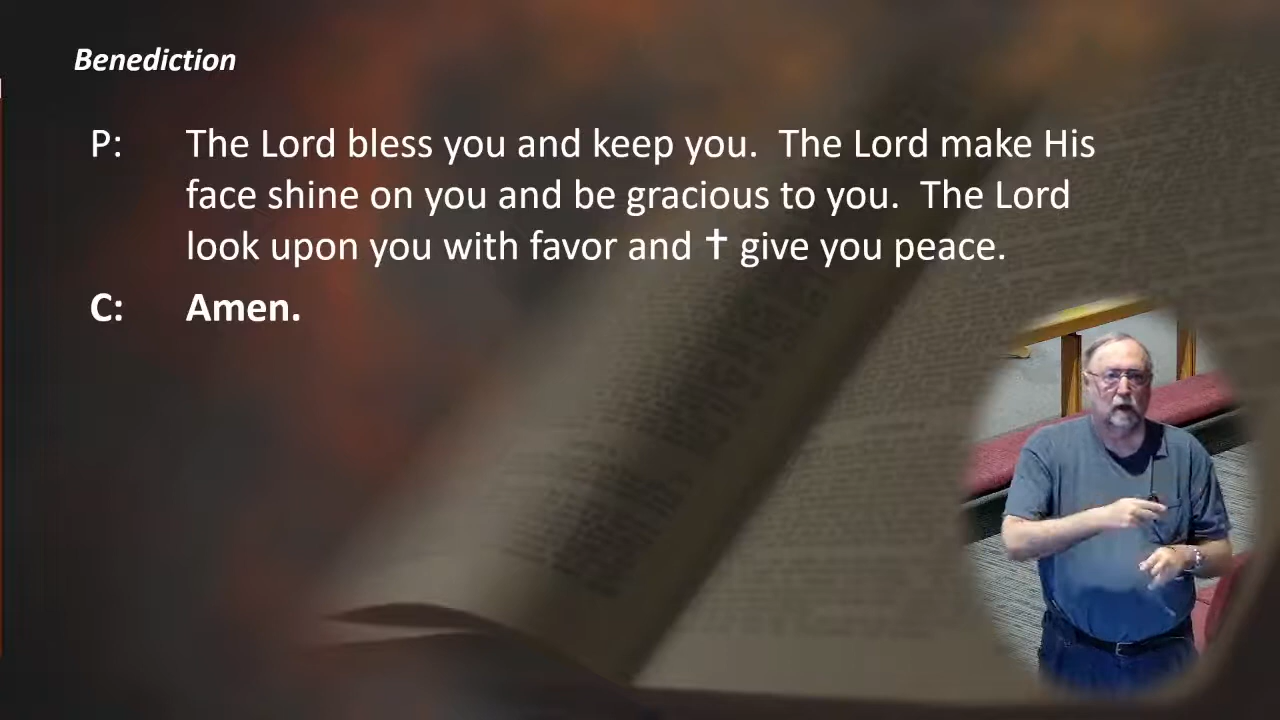 Benediction
P: The Lord bless you and keep you. The Lord make His
face shine on you and be gracious to you. The Lord
look upon you with favor and ✝ give you peace.
C: Amen.